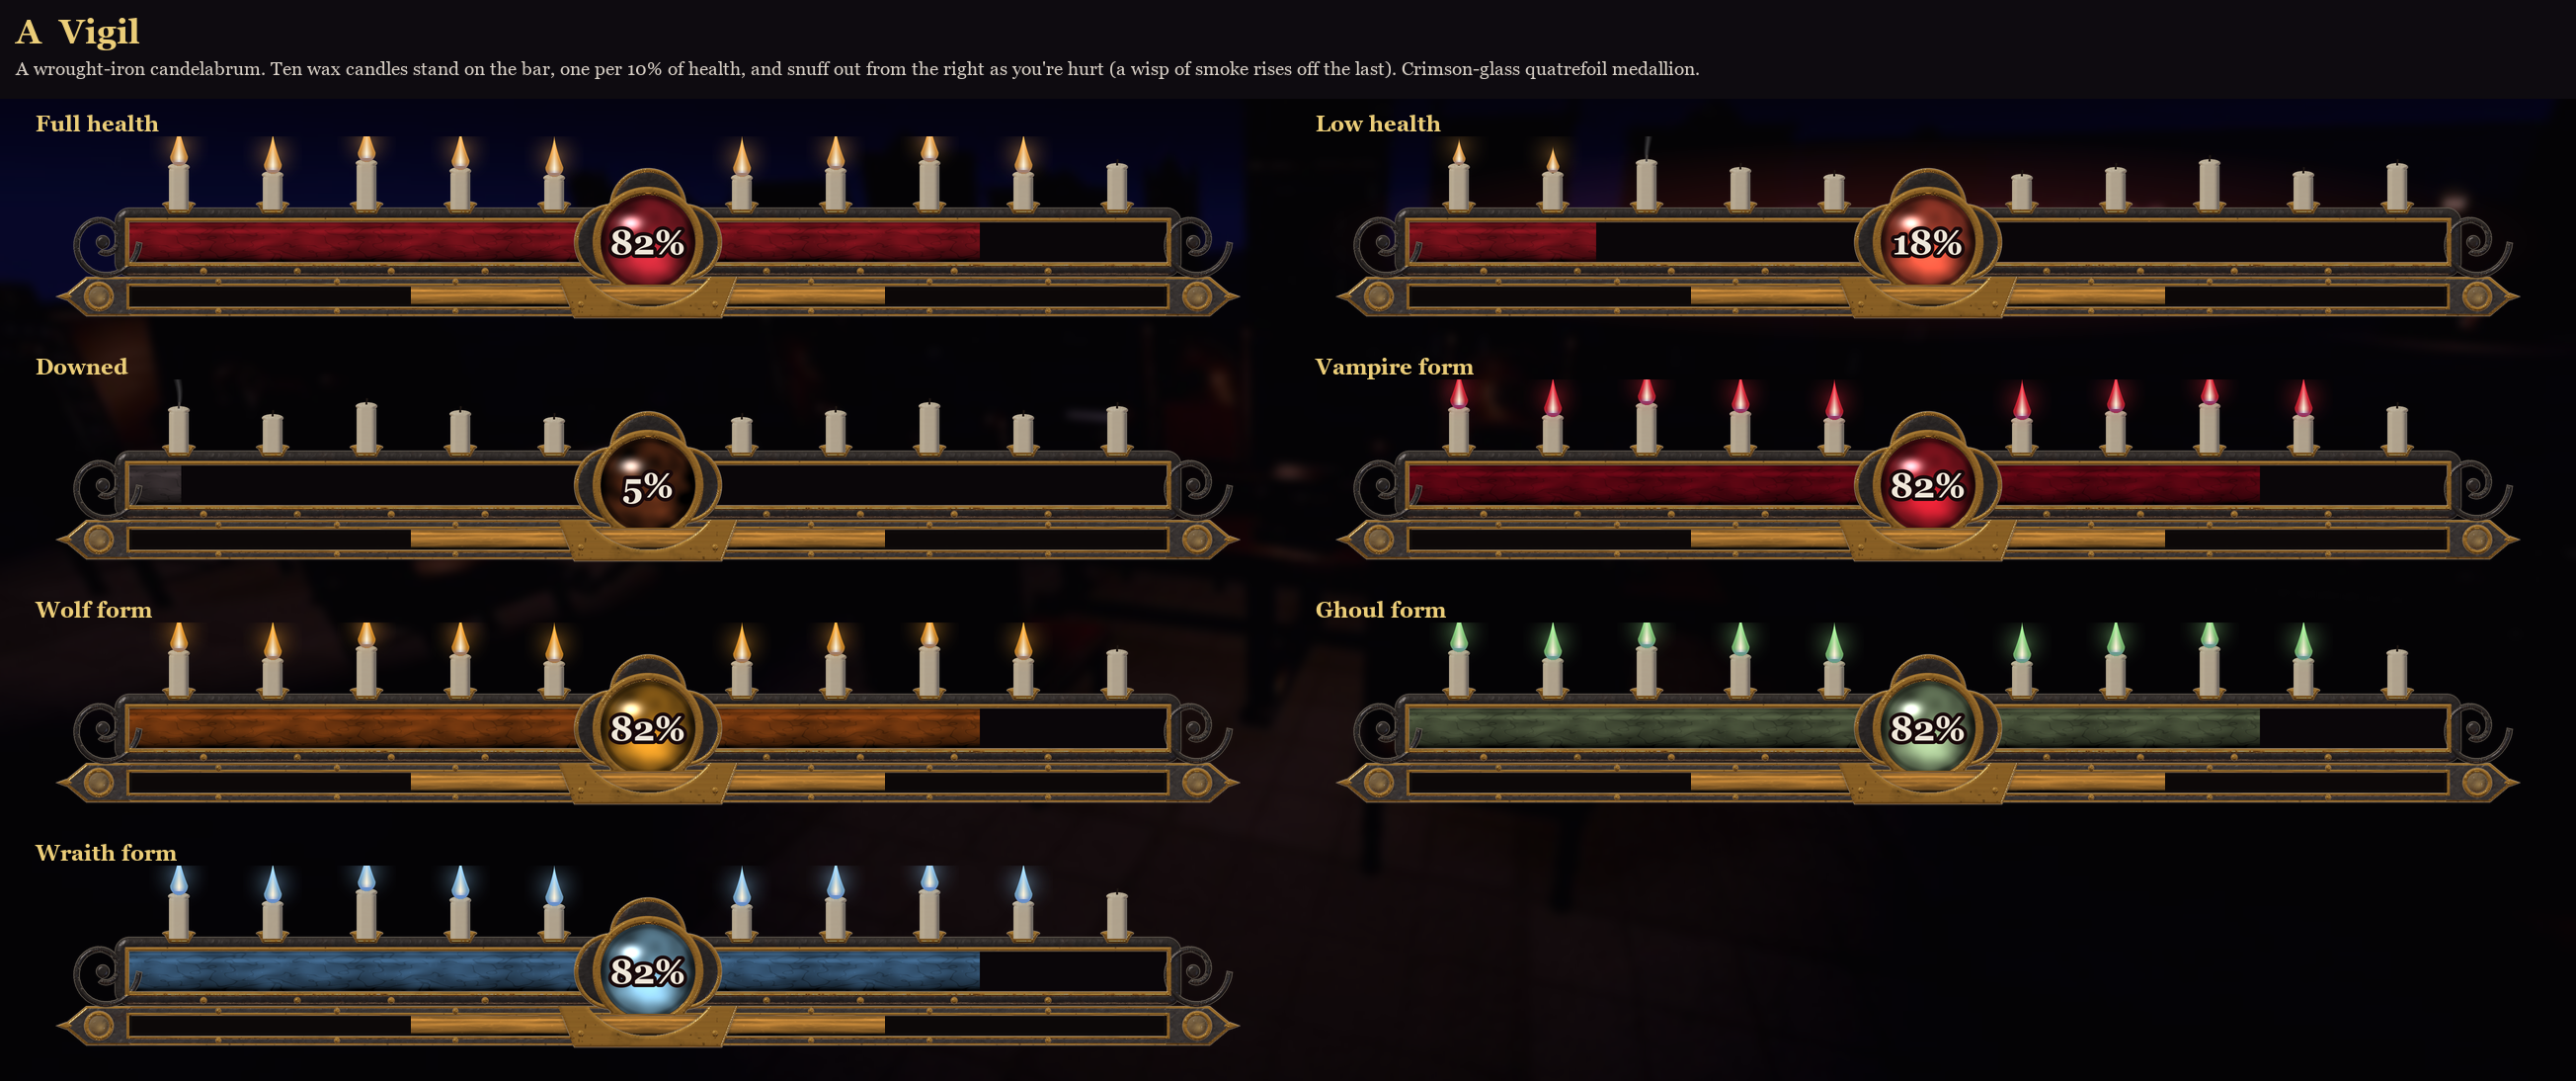 A Vigil
A wrought-iron candelabrum. Ten wax candles stand on the bar, one per 10% of health, and snuff out from the right as you're hurt (a wisp of smoke rises off the last). Crimson-glass quatrefoil medallion.
Full health
82%
Low health
18%
Downed
5%
Vampire form
82%
Wolf form
82%
Ghoul form
82%
Wraith form
82%